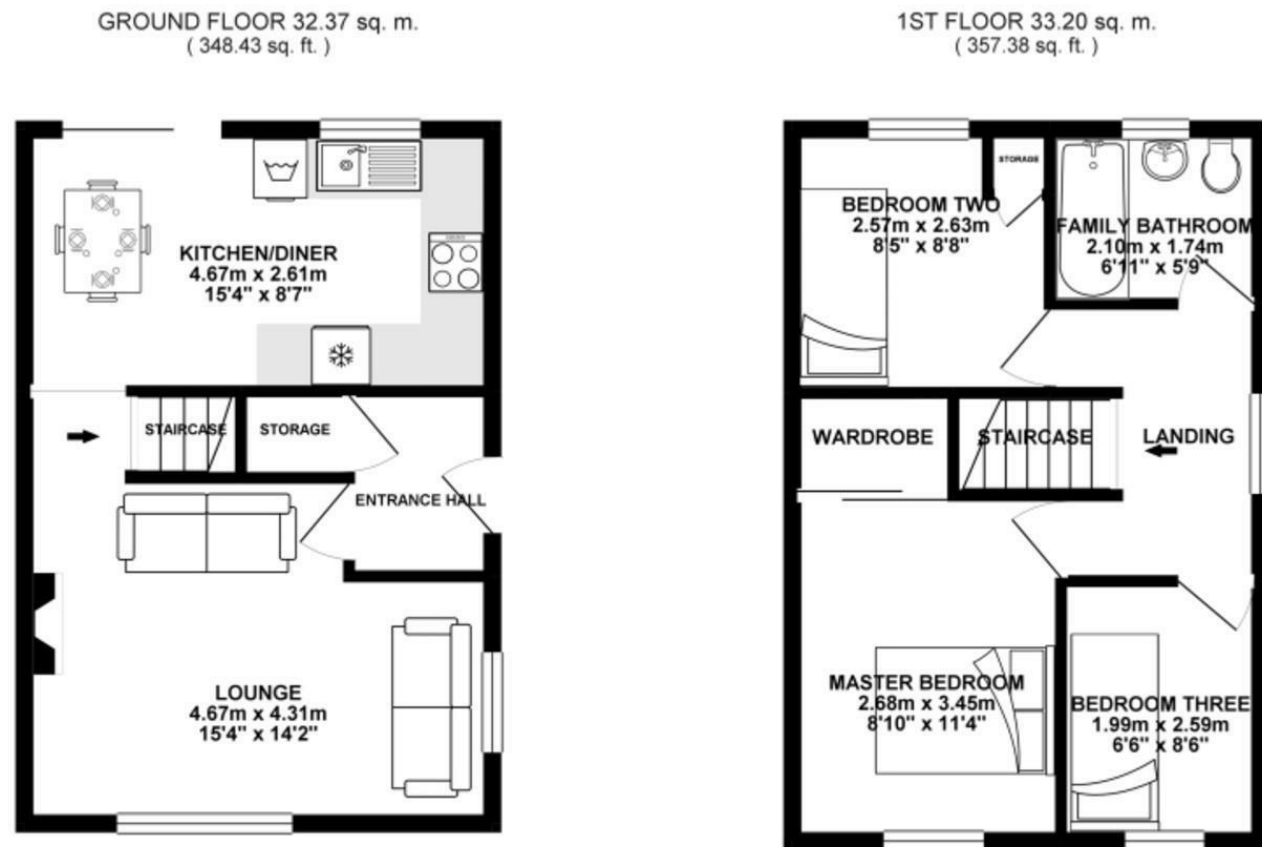 GROUND FLOOR 32.37 sq. m.
( 348.43 sq. ft. )
KITCHEN/DINER
4.67m x 2.61m
15'4" x 8'7"
STAIRCASE
STORAGE
ENTRANCE HALL
LOUNGE
4.67m x 4.31m
15'4" x 14'2"
1ST FLOOR 33.20 sq. m.
( 357.38 sq. ft. )
STORAGE
BEDROOM TWO
2.57m x 2.63m
8'5" x 8'8"
FAMILY BATHROOM
2.10m x 1.74m
6'11" x 5'9"
WARDROBE
STAIRCASE
LANDING
MASTER BEDROOM
2.68m x 3.45m
8'10" x 11'4"
BEDROOM THREE
1.99m x 2.59m
6'6" x 8'6"